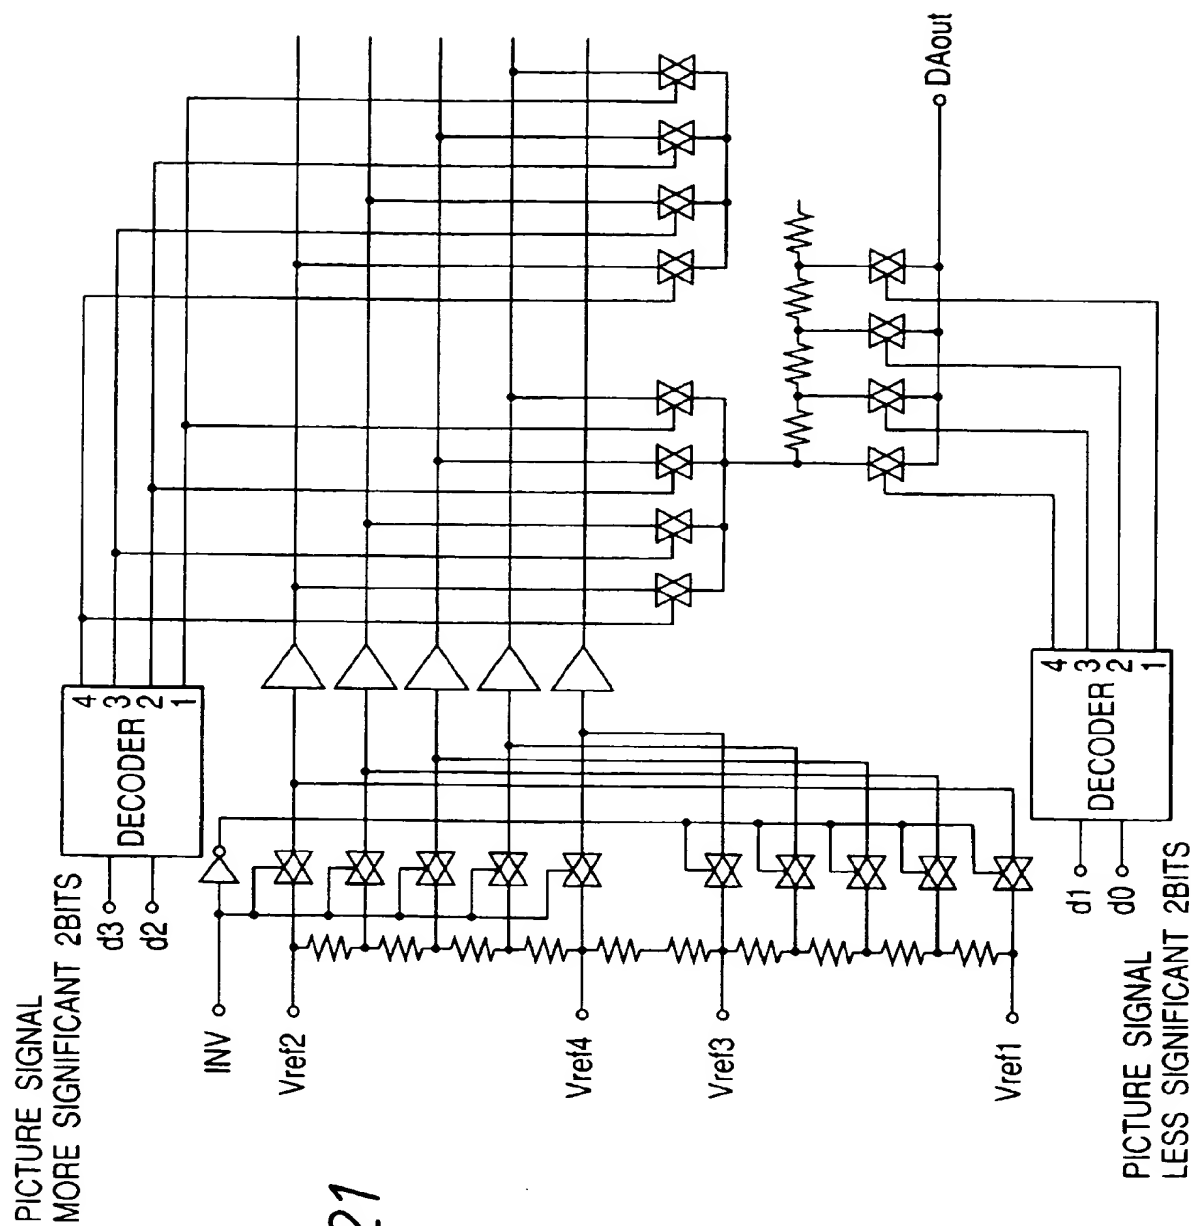 PICTURE SIGNAL
MORE SIGNIFICANT 2BITS
d3
d2
DECODER
4
3
2
1
INV
Vref2
Vref4
Vref3
Vref1
DAout
PICTURE SIGNAL
LESS SIGNIFICANT 2BITS
d1
d0
DECODER
4
3
2
1
21